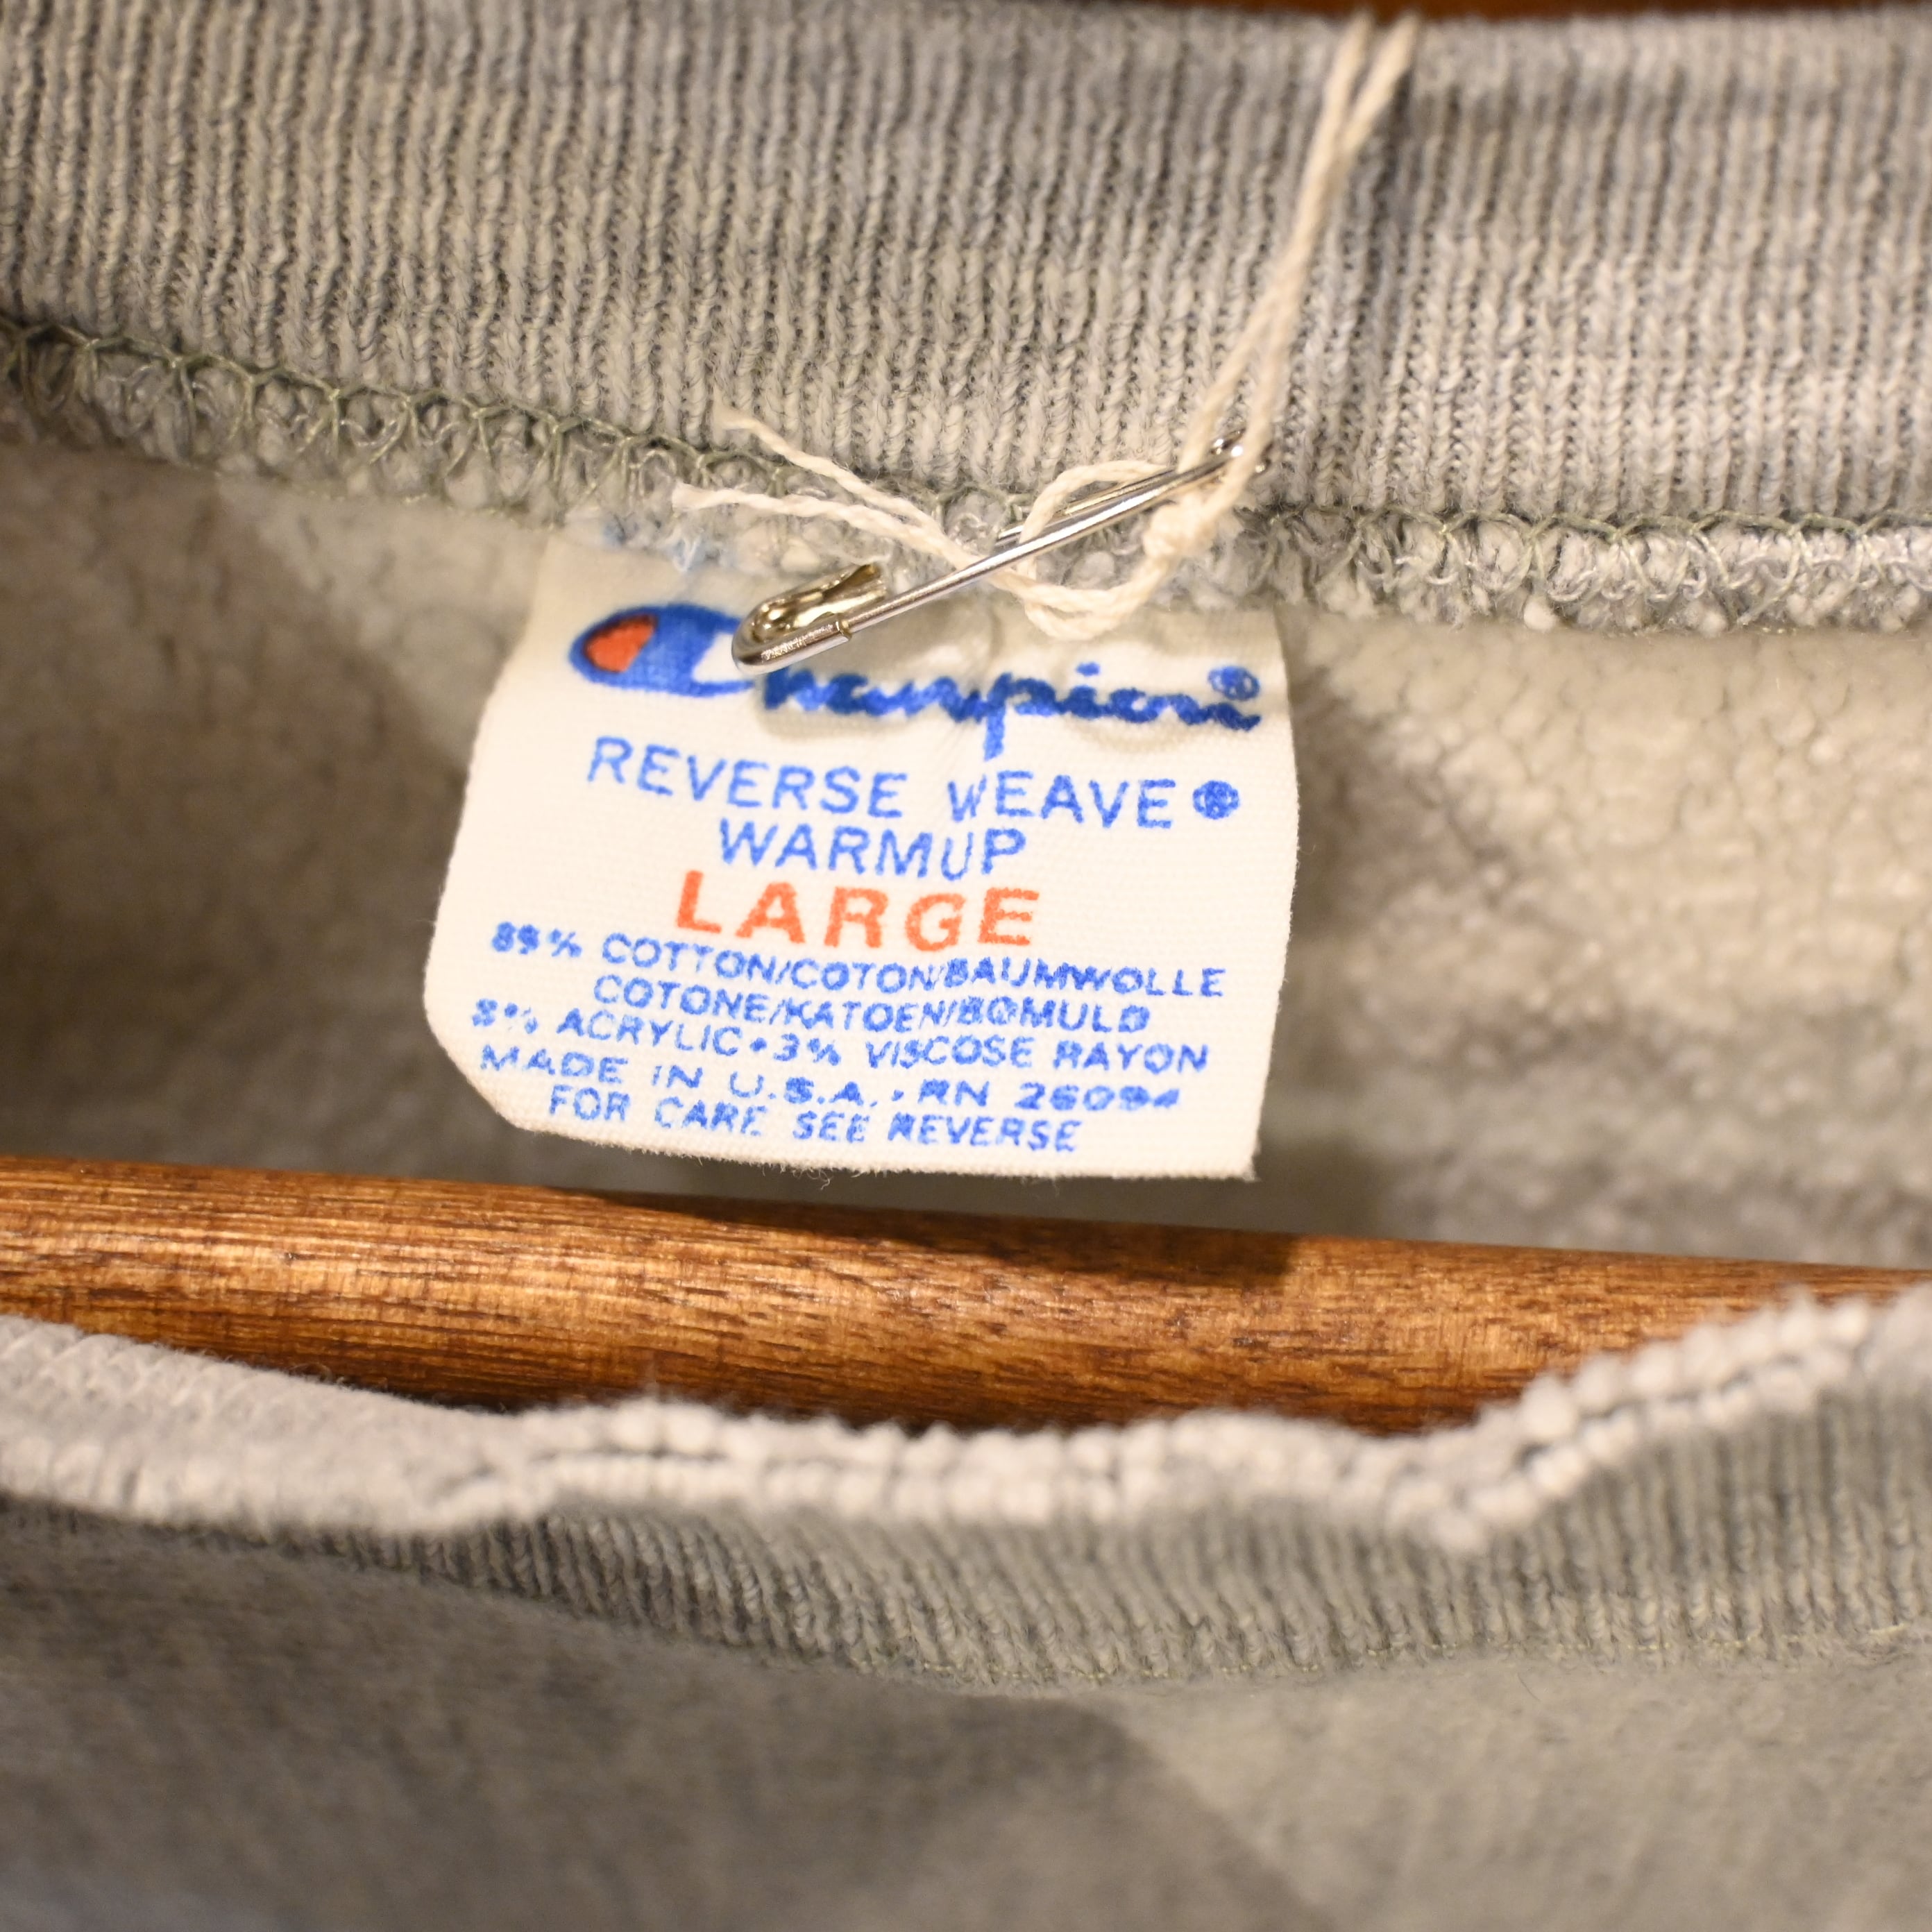 Champion®
REVERSE WEAVE®
WARMUP
LARGE
89% COTTON/COTON/BAUMWOLLE
COTONE/KATOEN/BOMULD
8% ACRYLIC•3% VISCOSE RAYON
MADE IN U.S.A.•RN 26094
FOR CARE SEE REVERSE